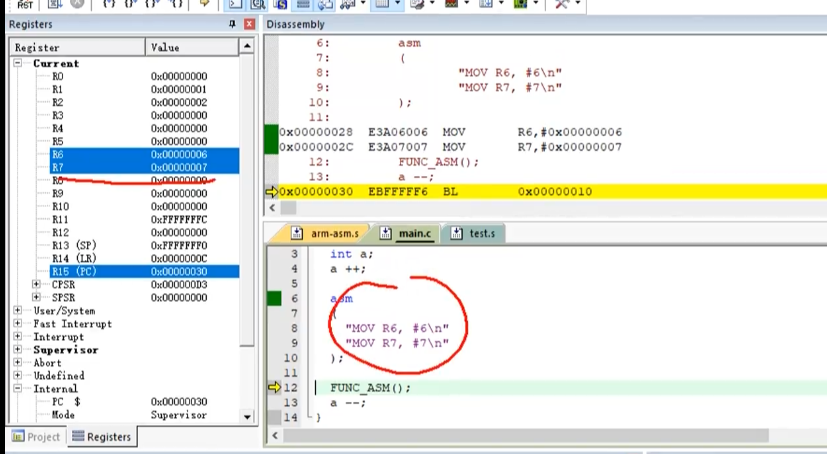 RST
Registers
Disassembly
Register Value
Current
R0 0x00000000
R1 0x00000001
R2 0x00000002
R3 0x00000000
R4 0x00000000
R5 0x00000000
R6 0x00000006
R7 0x00000007
R8 0x00000000
R9 0x00000000
R10 0x00000000
R11 0xFFFFFFFC
R12 0x00000000
R13 (SP) 0xFFFFFFF0
R14 (LR) 0x0000000C
R15 (PC) 0x00000030
CPSR 0x000000D3
SPSR 0x00000000
User/System
Fast Interrupt
Interrupt
Supervisor
Abort
Undefined
Internal
PC $ 0x00000030
Mode Supervisor
Project Registers
6: asm
7: (
8: "MOV R6, #6\n"
9: "MOV R7, #7\n"
10: );
11:
0x00000028 E3A06006 MOV R6,#0x00000006
0x0000002C E3A07007 MOV R7,#0x00000007
12: FUNC_ASM();
13: a --;
0x00000030 EBFFFFF6 BL 0x00000010
arm-asm.s main.c test.s
3 int a;
4 a ++;
5
6 asm
7 (
8 "MOV R6, #6\n"
9 "MOV R7, #7\n"
10 );
11
12 FUNC_ASM();
13 a --;
14 }